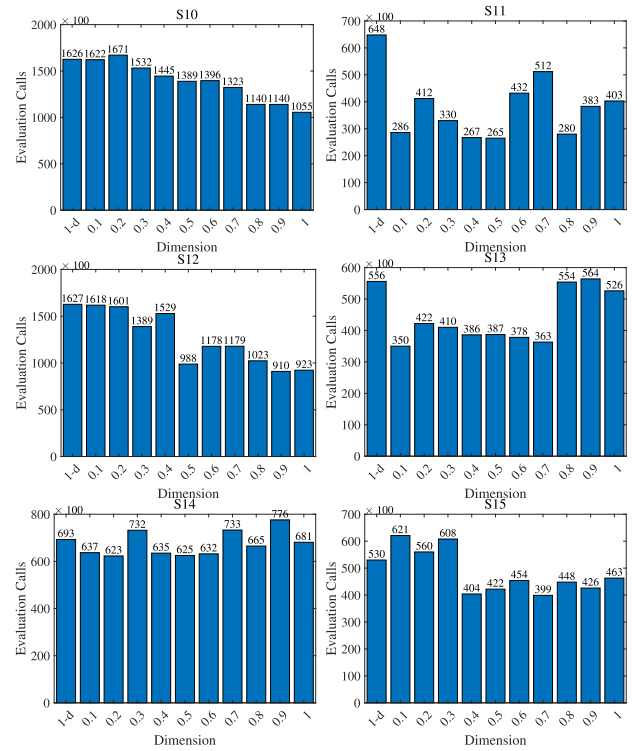 S10
× 100
2000
1500
1000
500
0
Evaluation Calls
1626 1622 1671 1532 1445 1389 1396 1323 1140 1140 1055
1-d 0.1 0.2 0.3 0.4 0.5 0.6 0.7 0.8 0.9 1
Dimension
S11
× 100
700
600
500
400
300
200
100
0
Evaluation Calls
648 286 412 330 267 265 432 512 280 383 403
1-d 0.1 0.2 0.3 0.4 0.5 0.6 0.7 0.8 0.9 1
Dimension
S12
× 100
2000
1500
1000
500
0
Evaluation Calls
1627 1618 1601 1389 1529 988 1178 1179 1023 910 923
1-d 0.1 0.2 0.3 0.4 0.5 0.6 0.7 0.8 0.9 1
Dimension
S13
× 100
600
500
400
300
200
100
0
Evaluation Calls
556 350 422 410 386 387 378 363 554 564 526
1-d 0.1 0.2 0.3 0.4 0.5 0.6 0.7 0.8 0.9 1
Dimension
S14
× 100
800
600
400
200
0
Evaluation Calls
693 637 623 732 635 625 632 733 665 776 681
1-d 0.1 0.2 0.3 0.4 0.5 0.6 0.7 0.8 0.9 1
Dimension
S15
× 100
700
600
500
400
300
200
100
0
Evaluation Calls
530 621 560 608 404 422 454 399 448 426 463
1-d 0.1 0.2 0.3 0.4 0.5 0.6 0.7 0.8 0.9 1
Dimension